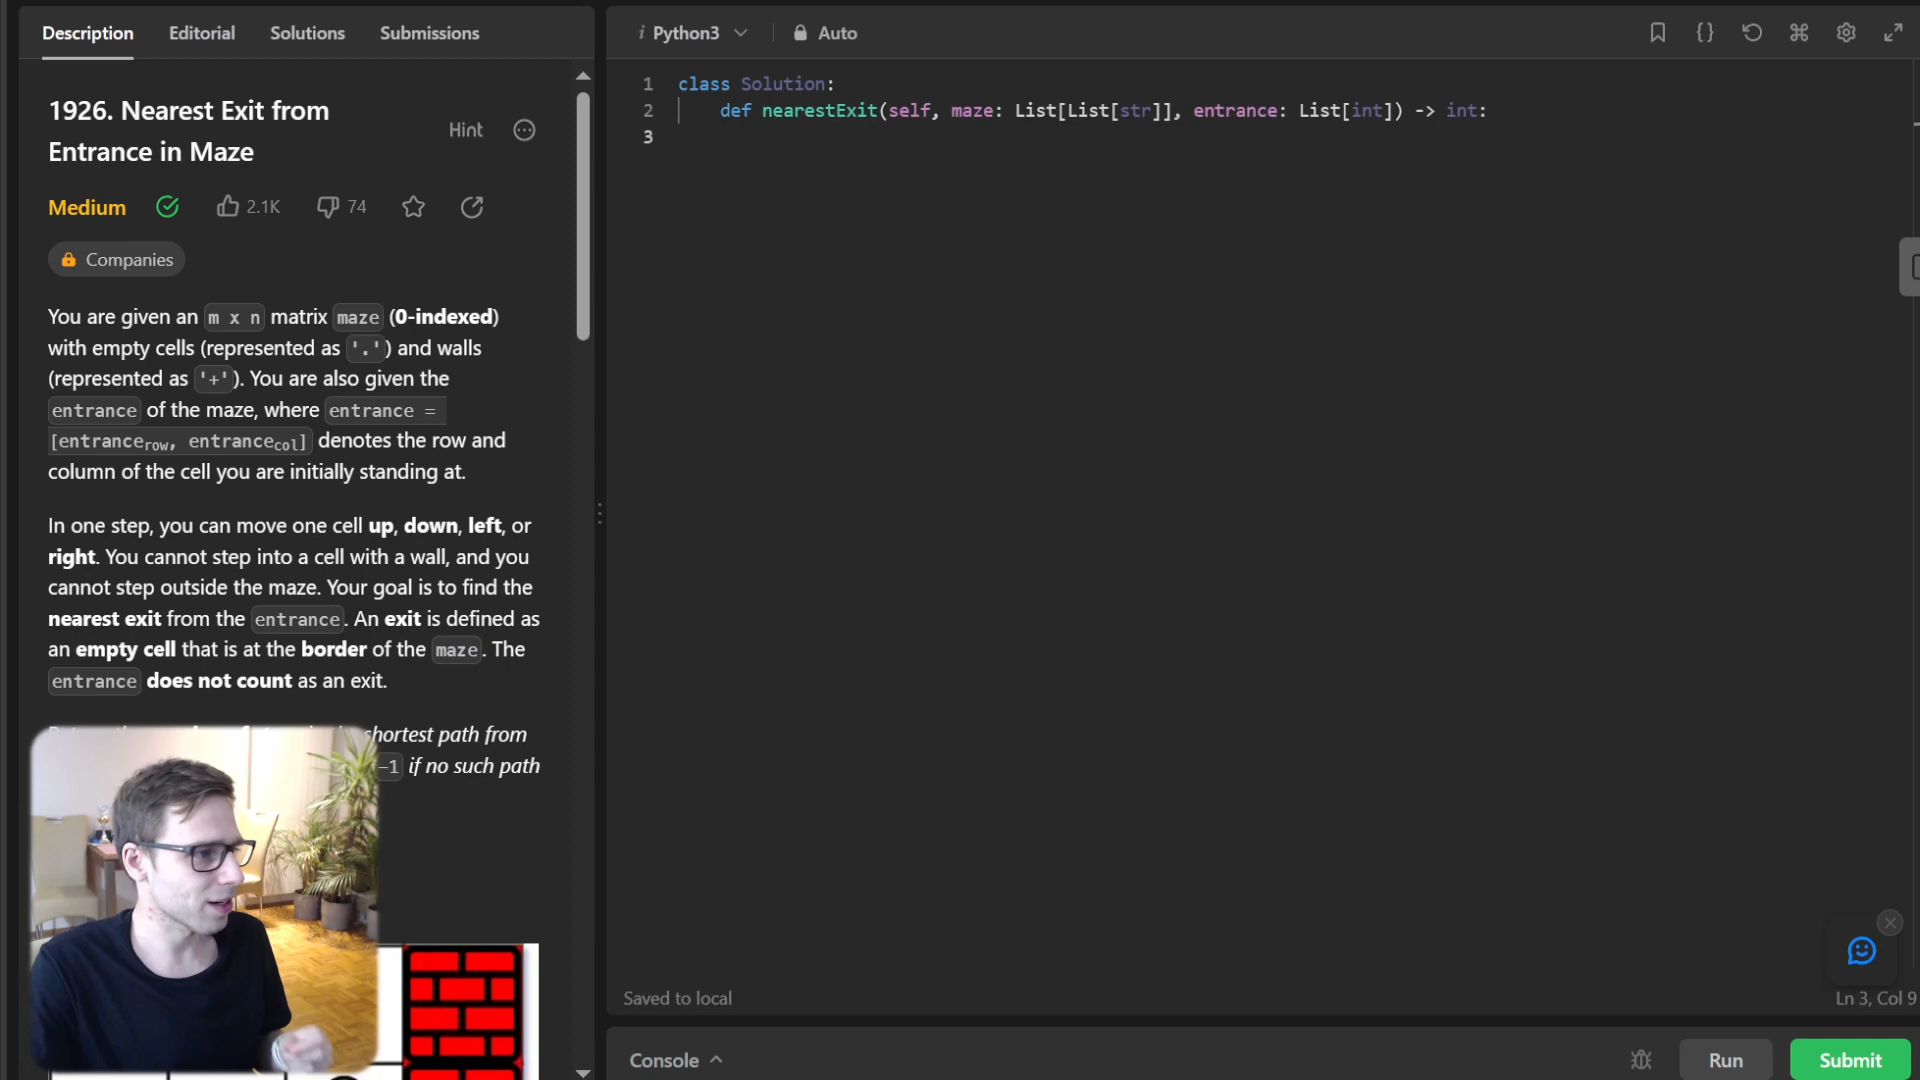 Description Editorial Solutions Submissions
1926. Nearest Exit from
Entrance in Maze
Hint
Medium 2.1K 74
Companies
You are given an m x n matrix maze (0-indexed)
with empty cells (represented as '.') and walls
(represented as '+'). You are also given the
entrance of the maze, where entrance =
[entrancerow, entrancecol] denotes the row and
column of the cell you are initially standing at.
In one step, you can move one cell up, down, left, or
right. You cannot step into a cell with a wall, and you
cannot step outside the maze. Your goal is to find the
nearest exit from the entrance. An exit is defined as
an empty cell that is at the border of the maze. The
entrance does not count as an exit.
shortest path from
-1 if no such path
i Python3 Auto
1 class Solution:
2 def nearestExit(self, maze: List[List[str]], entrance: List[int]) -> int:
3
Saved to local
Ln 3, Col 9
Console
Run Submit